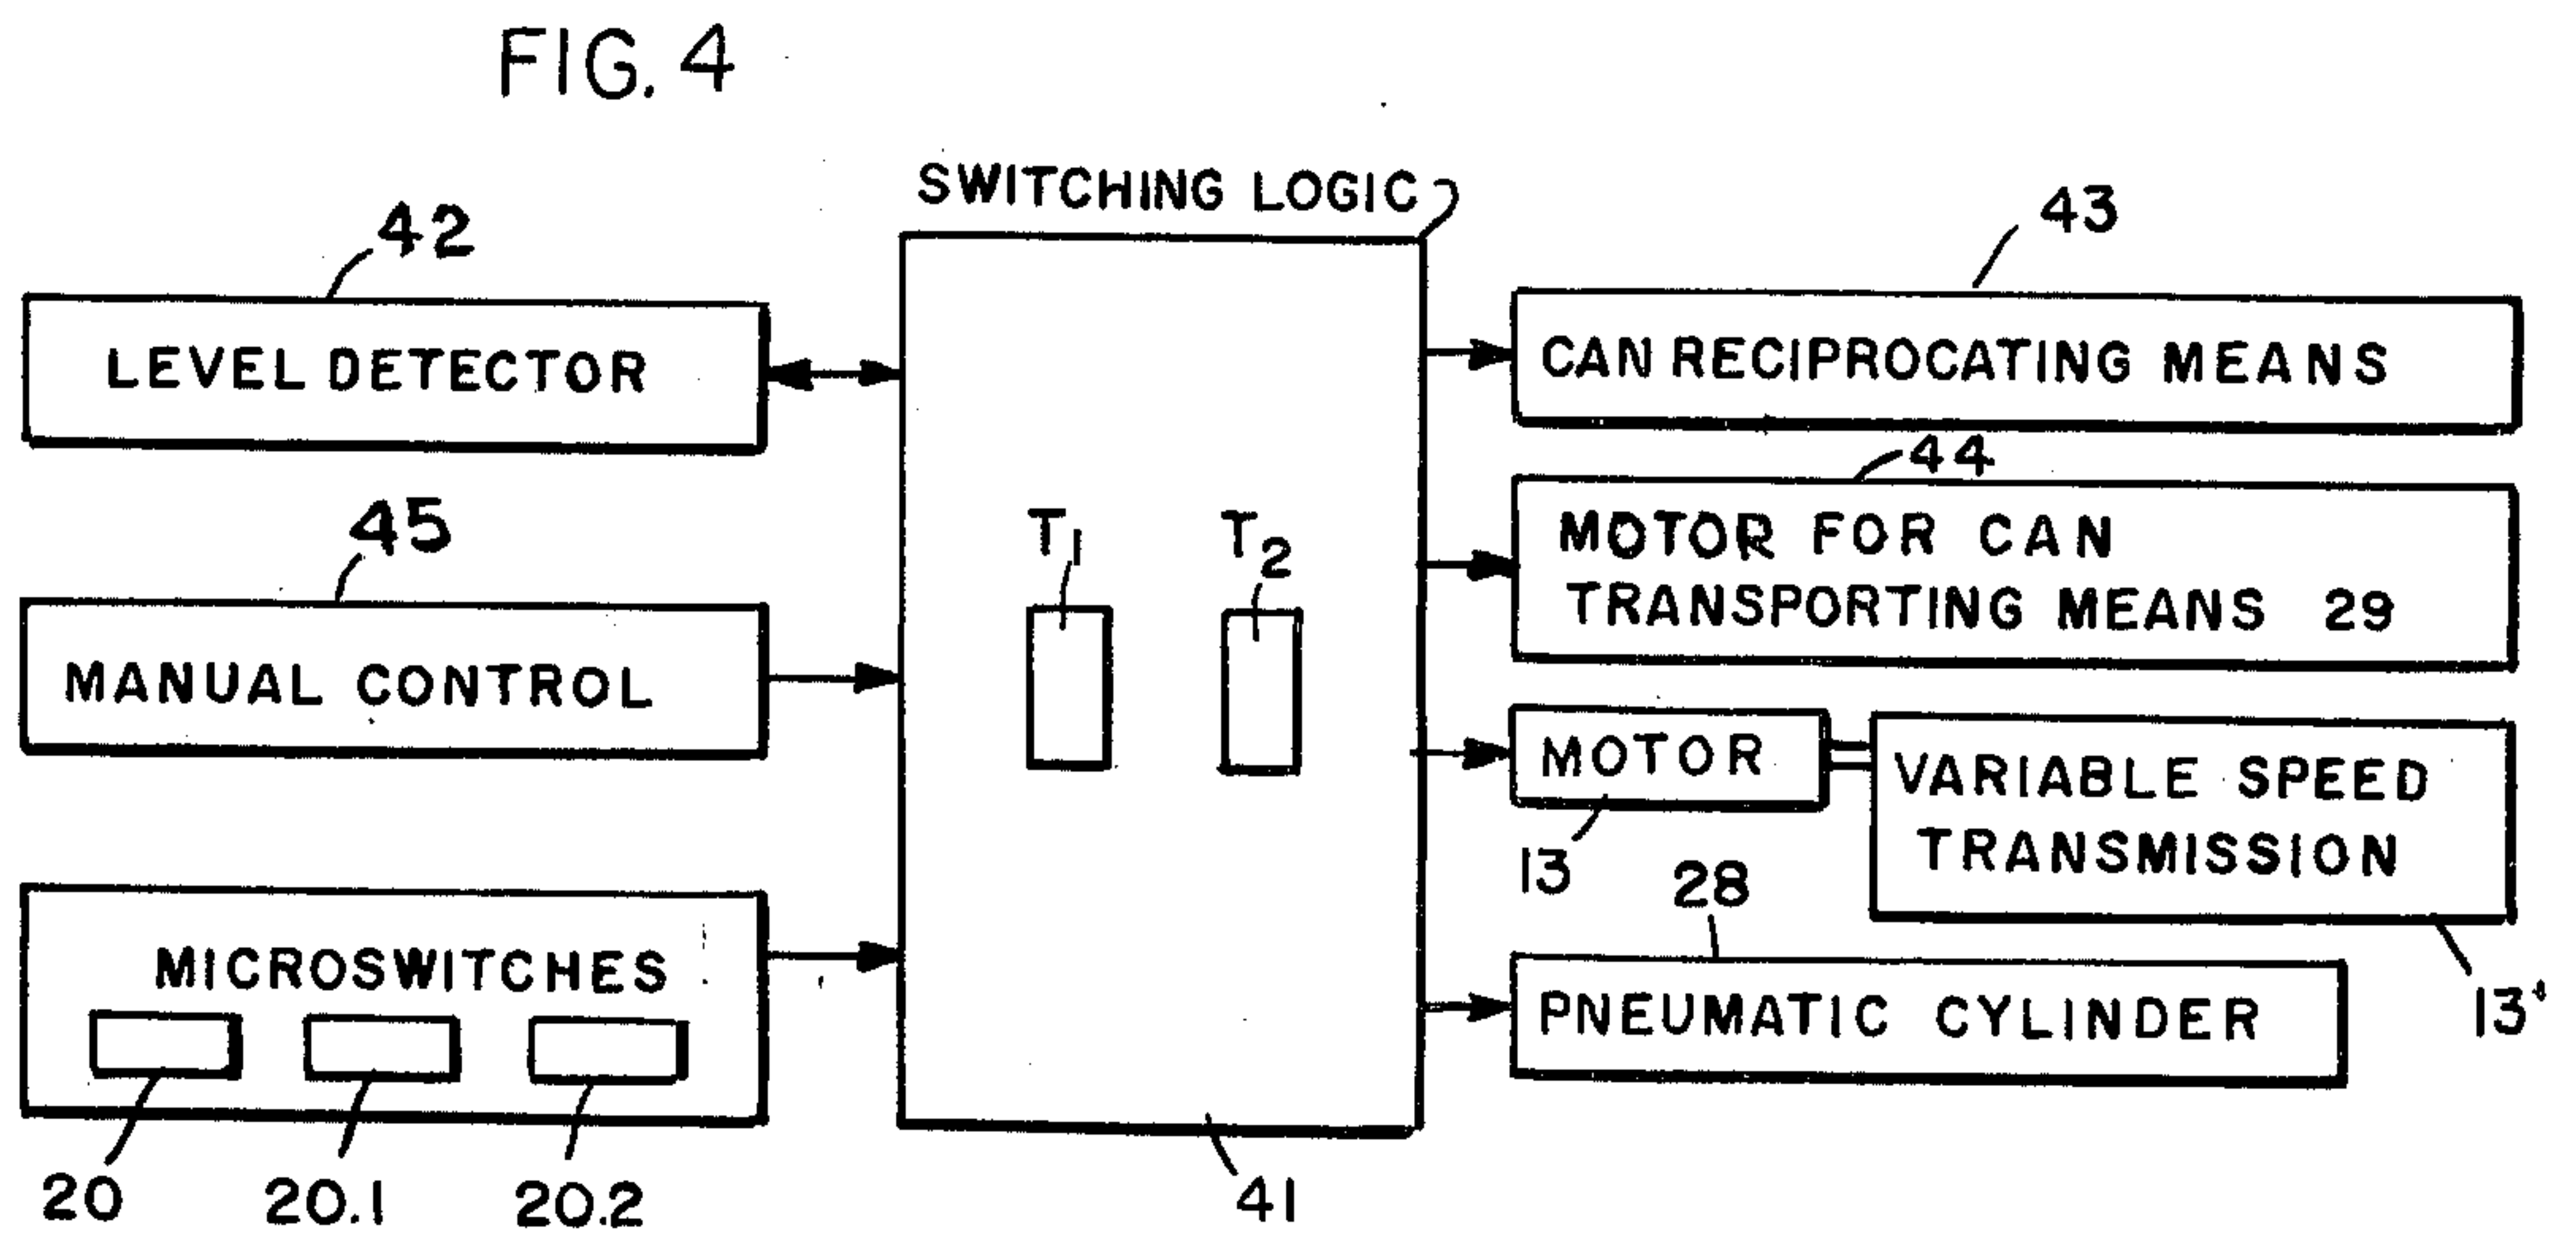 FIG. 4
SWITCHING LOGIC
42
LEVEL DETECTOR
45
MANUAL CONTROL
MICROSWITCHES
20 20.1 20.2
T1 T2
41
43
CAN RECIPROCATING MEANS
44
MOTOR FOR CAN
TRANSPORTING MEANS 29
MOTOR
13
VARIABLE SPEED
TRANSMISSION
13'
28
PNEUMATIC CYLINDER